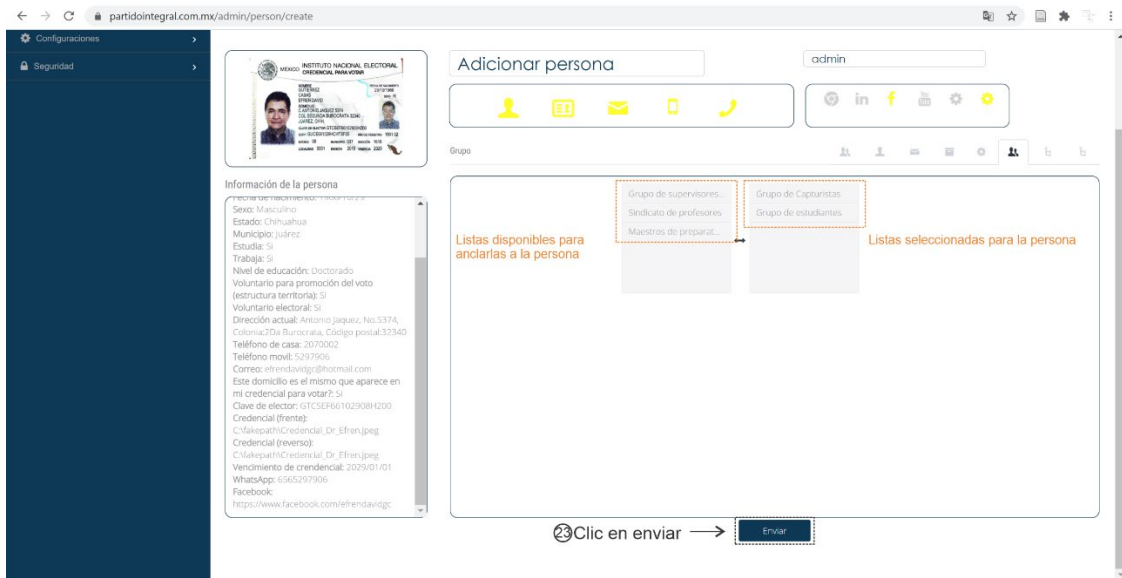 partidointegral.com.mx/admin/person/create
Configuraciones
Seguridad
MÉXICO INSTITUTO NACIONAL ELECTORAL
CREDENCIAL PARA VOTAR
Adicionar persona
admin
Grupo
Información de la persona
Sexo: Masculino
Estado: Chihuahua
Municipio: Juárez
Estudia: Si
Trabaja: Si
Nivel de educación: Doctorado
Voluntario para promoción del voto
(estructura territoria): Si
Voluntario electoral: Si
Dirección actual: Antonio Jaquez, No.5374,
Colonia:2Da Burocrata, Código postal:32340
Teléfono de casa: 2070002
Teléfono movil: 5297906
Correo: efrendavidgc@hotmail.com
Este domicilio es el mismo que aparece en
mi credencial para votar?: Si
Clave de elector: GTCSEF66102908H200
Credencial (frente):
C:\fakepath\Credencial_Dr_Efren.jpeg
Credencial (reverso):
C:\fakepath\Credencial_Dr_Efren.jpeg
Vencimiento de crendencial: 2029/01/01
WhatsApp: 6565297906
Facebook:
https://www.facebook.com/efrendavidgc
Listas disponibles para
anclarlas a la persona
Grupo de supervisores...
Sindicato de profesores
Maestros de preparat...
Grupo de Capturistas
Grupo de estudiantes
Listas seleccionadas para la persona
23 Clic en enviar
Enviar